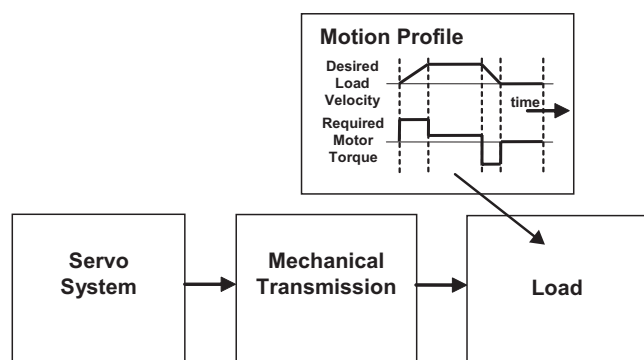 Motion Profile
Desired
Load
Velocity
time
Required
Motor
Torque
Servo
System
Mechanical
Transmission
Load